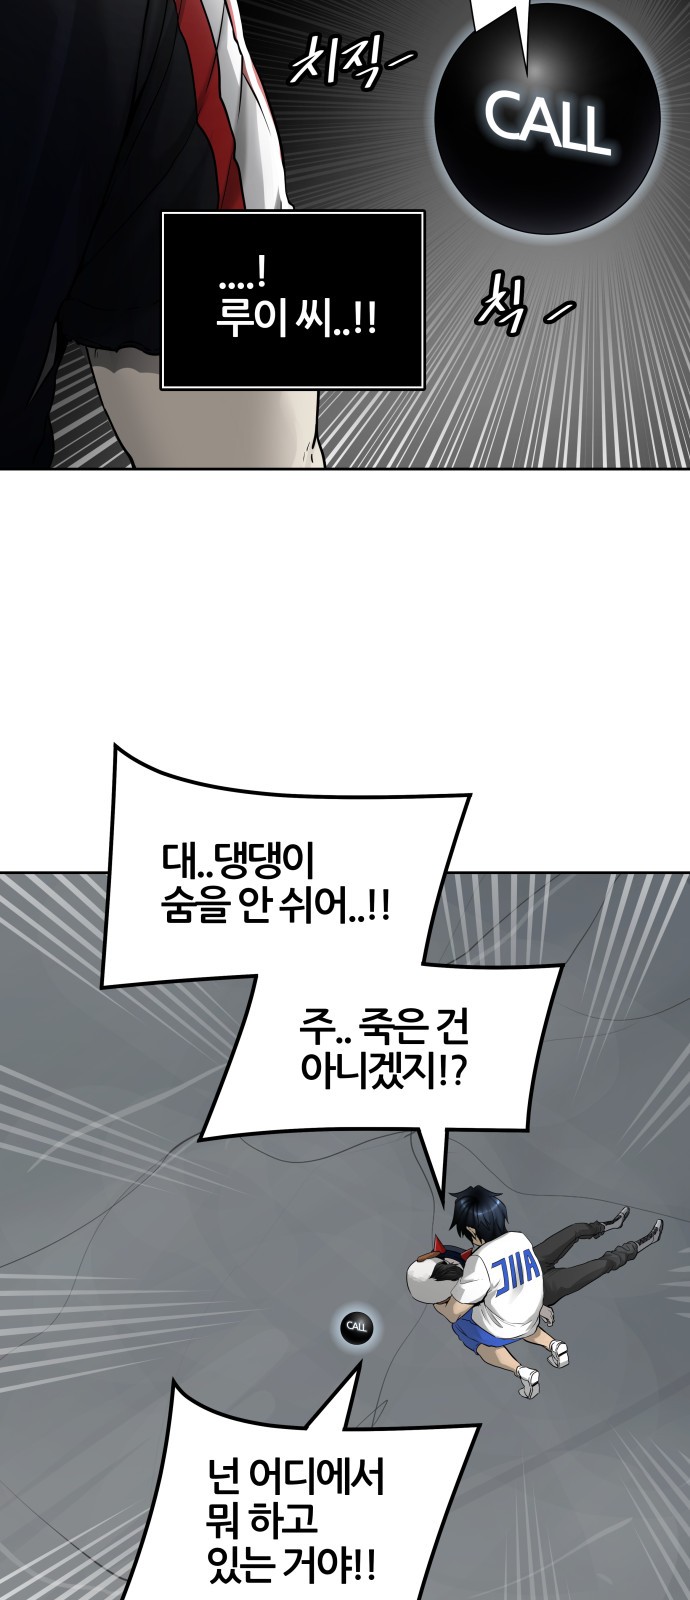 치직-
CALL
....!
루이 씨..!!
칙-
대..댕댕이
숨을 안 쉬어..!!
주.. 죽은 건
아니겠지!?
CALL
넌 어디에서
뭐 하고
있는 거야!!